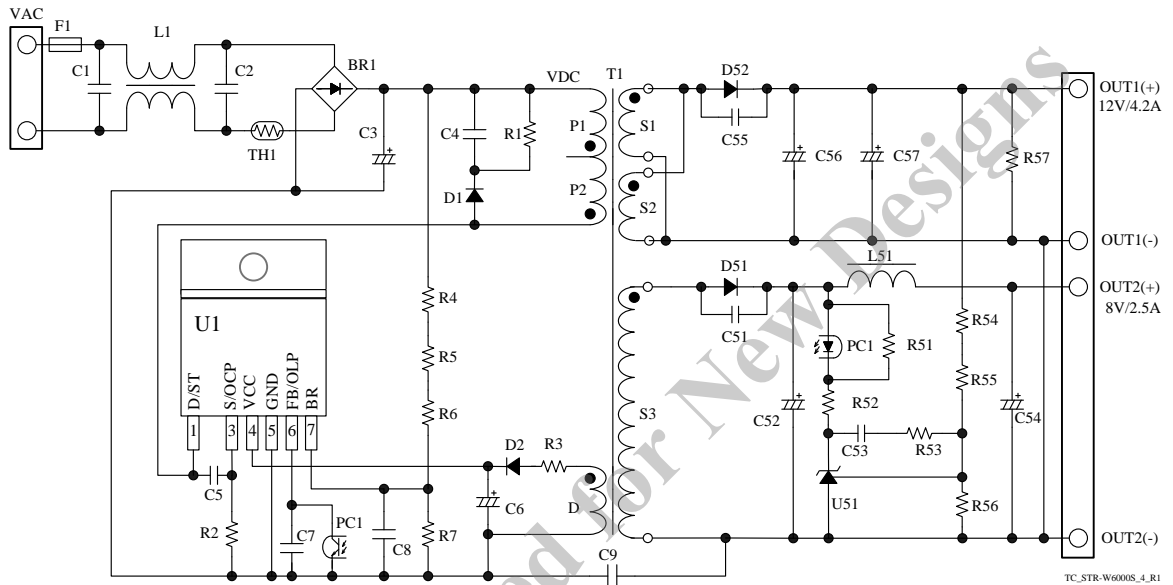 VAC
F1
L1
C1
C2
BR1
TH1
C3
C4
R1
D1
VDC
T1
P1
P2
S1
S2
D52
C55
C56
C57
R57
OUT1(+)
12V/4.2A
OUT1(-)
L51
OUT2(+)
8V/2.5A
D51
C51
PC1
R51
R54
R55
R52
C52
S3
C53
R53
C54
U51
R56
OUT2(-)
U1
D/ST
S/OCP
VCC
GND
FB/OLP
BR
1
3
4
5
6
7
R4
R5
R6
D2
R3
C5
R2
C7
PC1
C8
R7
C6
D
C9
TC_STR-W6000S_4_R1
ed for New Designs